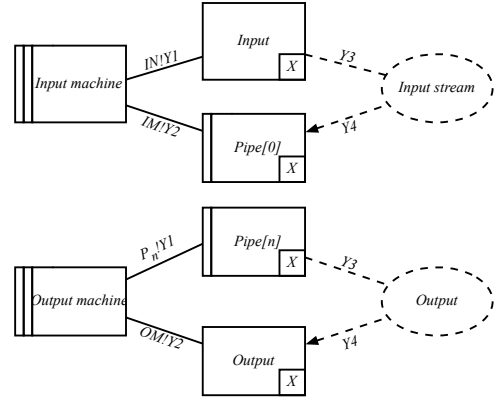 Input
IN!Y1
X
Y3
Input machine
Input stream
IM!Y2
Y4
Pipe[0]
X
Pipe[n]
Pn!Y1
X
Y3
Output machine
Output
OM!Y2
Y4
Output
X